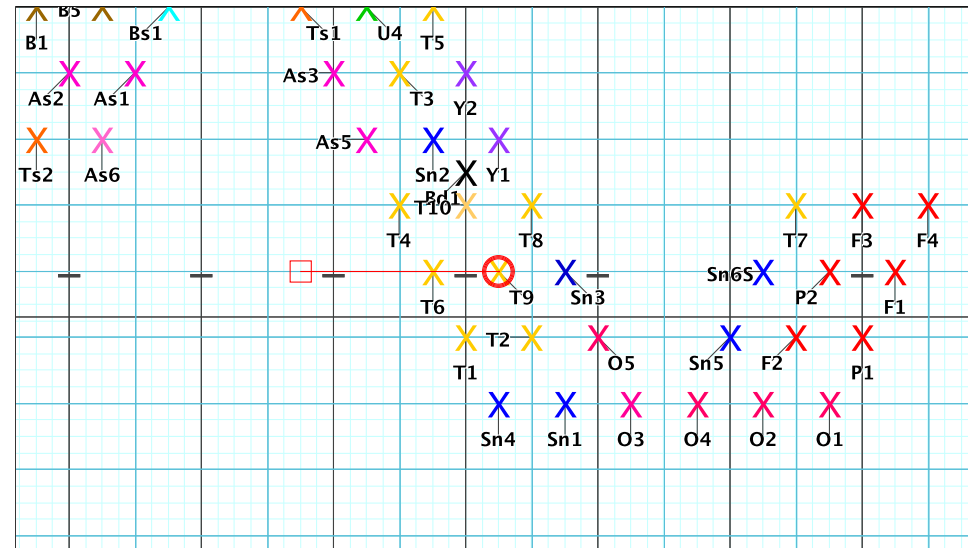 B1 B5 Bs1 Ts1 U4 T5
As2 As1 As3 T3 Y2
Ts2 As6 As5 Sn2 Y1
Bd1
T4 T10 T8 T7 F3 F4
T6 T9 Sn3 Sn6S P2 F1
T1 T2 O5 Sn5 F2 P1
Sn4 Sn1 O3 O4 O2 O1